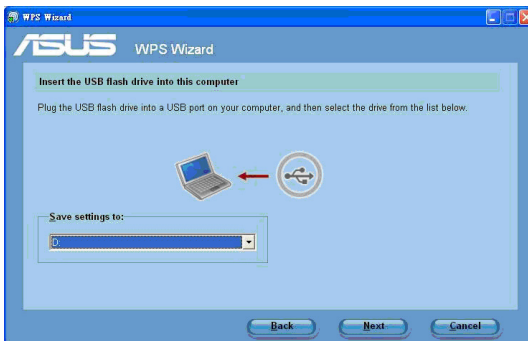 WPS Wizard
ASUS WPS Wizard
Insert the USB flash drive into this computer
Plug the USB flash drive into a USB port on your computer, and then select the drive from the list below.
Save settings to:
D:
Back Next Cancel